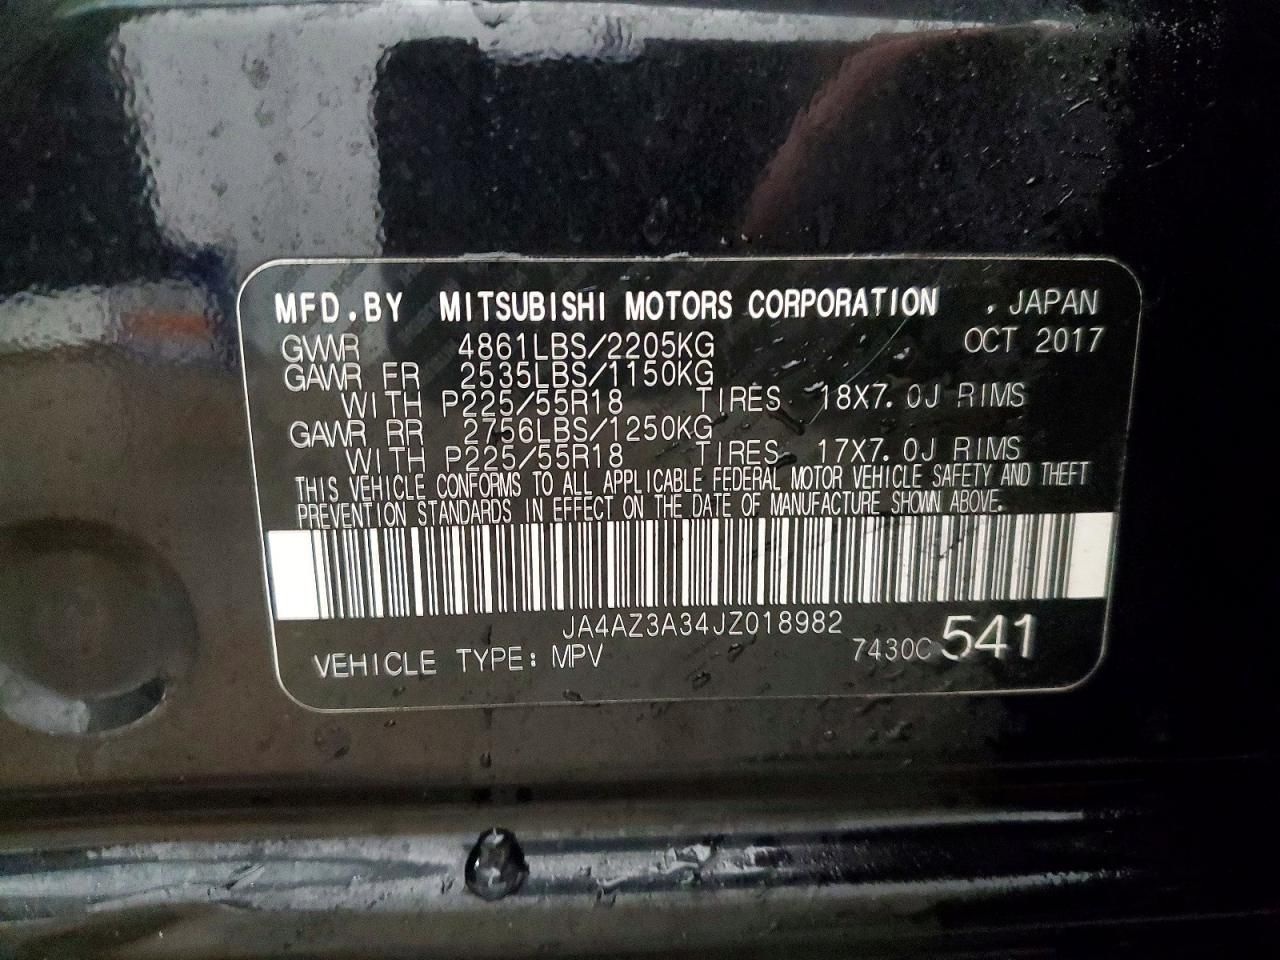 MFD.BY MITSUBISHI MOTORS CORPORATION , JAPAN
GVWR 4861LBS/2205KG OCT 2017
GAWR FR 2535LBS/1150KG
WITH P225/55R18 TIRES 18X7.0J RIMS
GAWR RR 2756LBS/1250KG
WITH P225/55R18 TIRES 17X7.0J RIMS
THIS VEHICLE CONFORMS TO ALL APPLICABLE FEDERAL MOTOR VEHICLE SAFETY AND THEFT
PREVENTION STANDARDS IN EFFECT ON THE DATE OF MANUFACTURE SHOWN ABOVE.
JA4AZ3A34JZ018982
VEHICLE TYPE: MPV 7430C 541